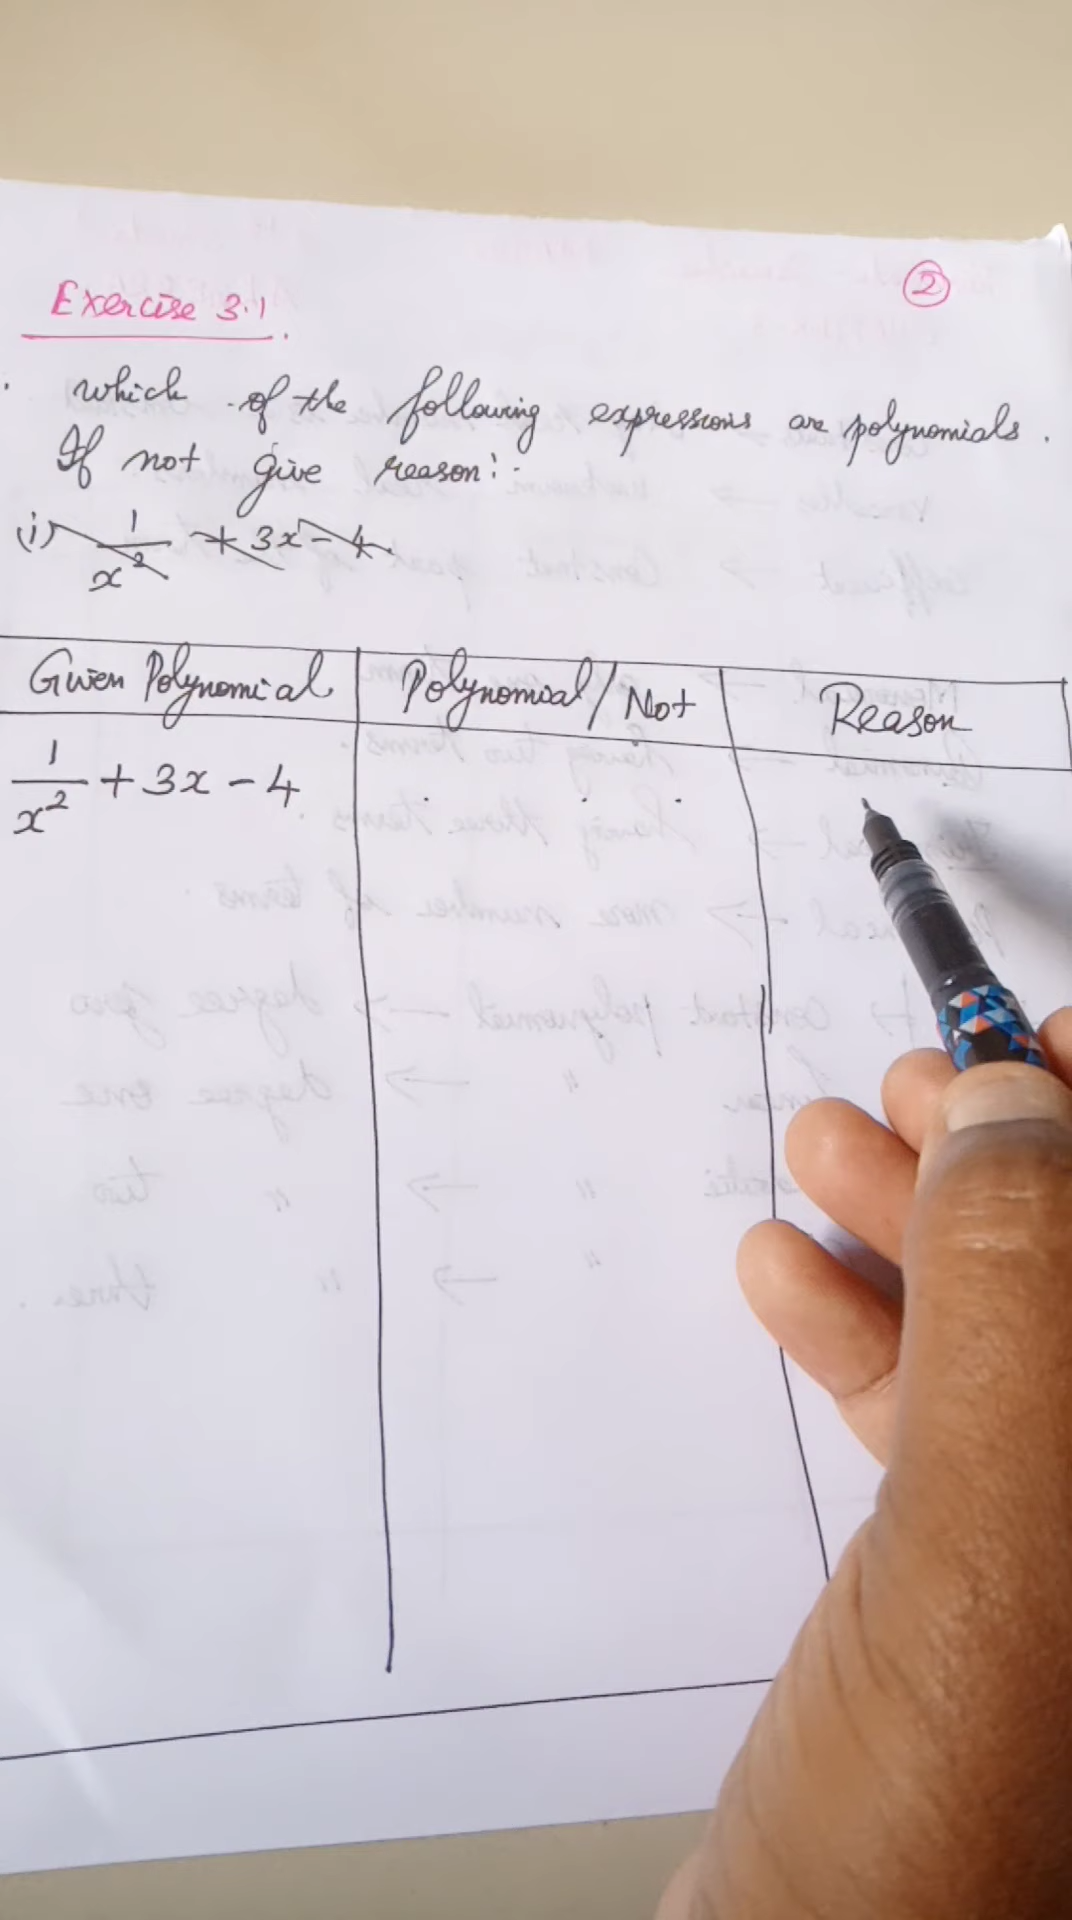 ②
Exercise 3.1
which of the following expressions are polynomials.
If not give reason:-
(i) 1/x² + 3x - 4
Given Polynomial | Polynomial/Not | Reason
1/x² + 3x - 4